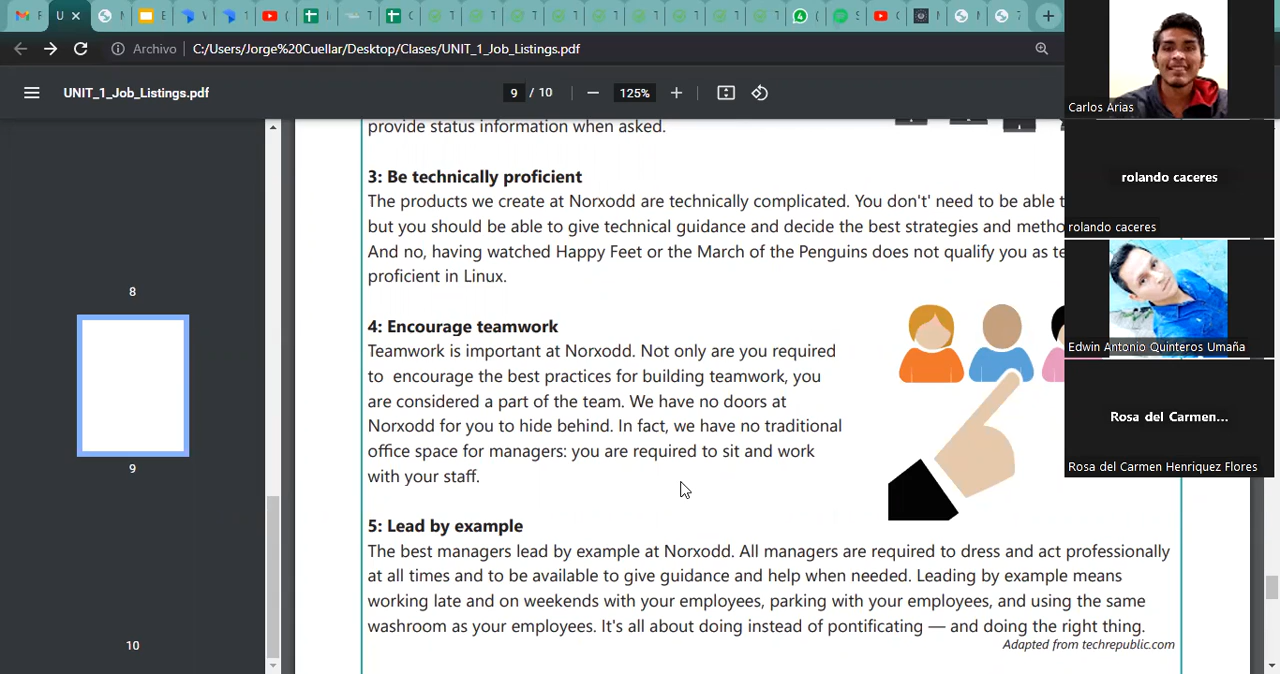 Archivo
C:/Users/Jorge%20Cuellar/Desktop/Clases/UNIT_1_Job_Listings.pdf
UNIT_1_Job_Listings.pdf
9 / 10
125%
provide status information when asked.
3: Be technically proficient
The products we create at Norxodd are technically complicated. You don't' need to be able
but you should be able to give technical guidance and decide the best strategies and
And no, having watched Happy Feet or the March of the Penguins does not qualify you as
proficient in Linux.
4: Encourage teamwork
Teamwork is important at Norxodd. Not only are you required
to encourage the best practices for building teamwork, you
are considered a part of the team. We have no doors at
Norxodd for you to hide behind. In fact, we have no traditional
office space for managers: you are required to sit and work
with your staff.
5: Lead by example
The best managers lead by example at Norxodd. All managers are required to dress and act professionally
at all times and to be available to give guidance and help when needed. Leading by example means
working late and on weekends with your employees, parking with your employees, and using the same
washroom as your employees. It's all about doing instead of pontificating — and doing the right thing.
Adapted from techrepublic.com
8
9
10
Carlos Arias
rolando caceres
rolando caceres
Edwin Antonio Quinteros Umaña
Rosa del Carmen...
Rosa del Carmen Henriquez Flores